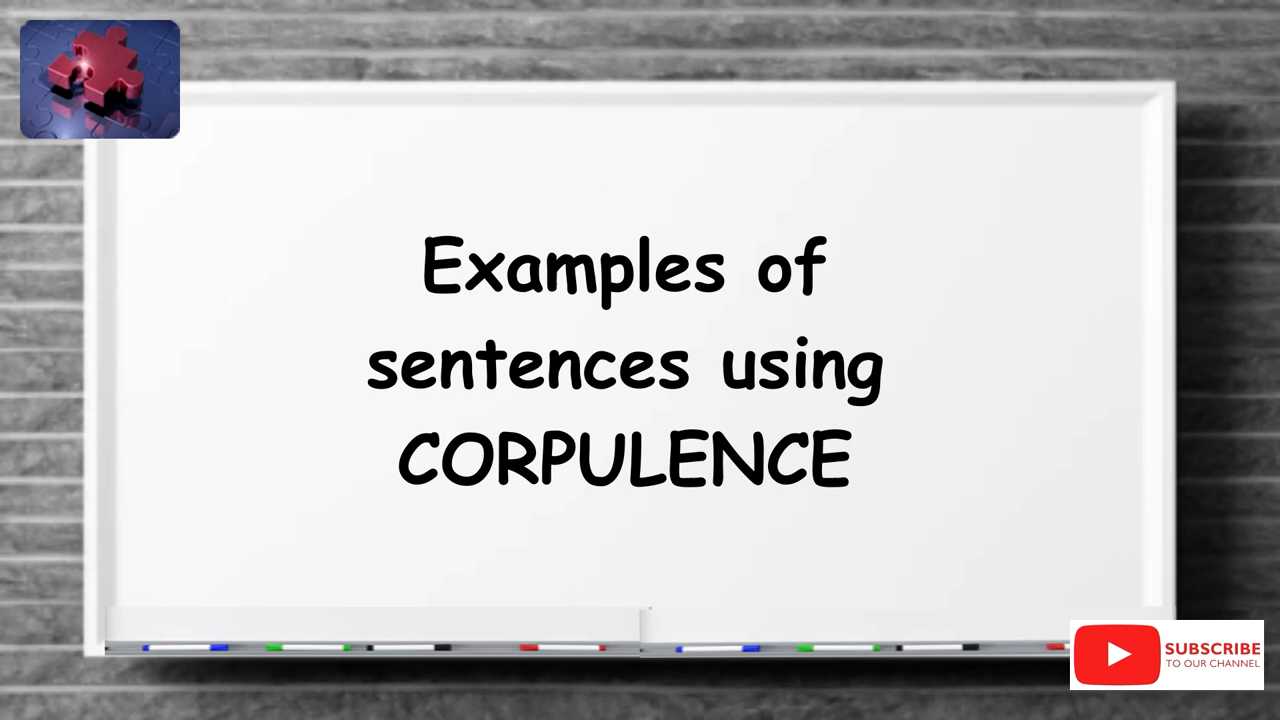 Examples of
sentences using
CORPULENCE
SUBSCRIBE
TO OUR CHANNEL